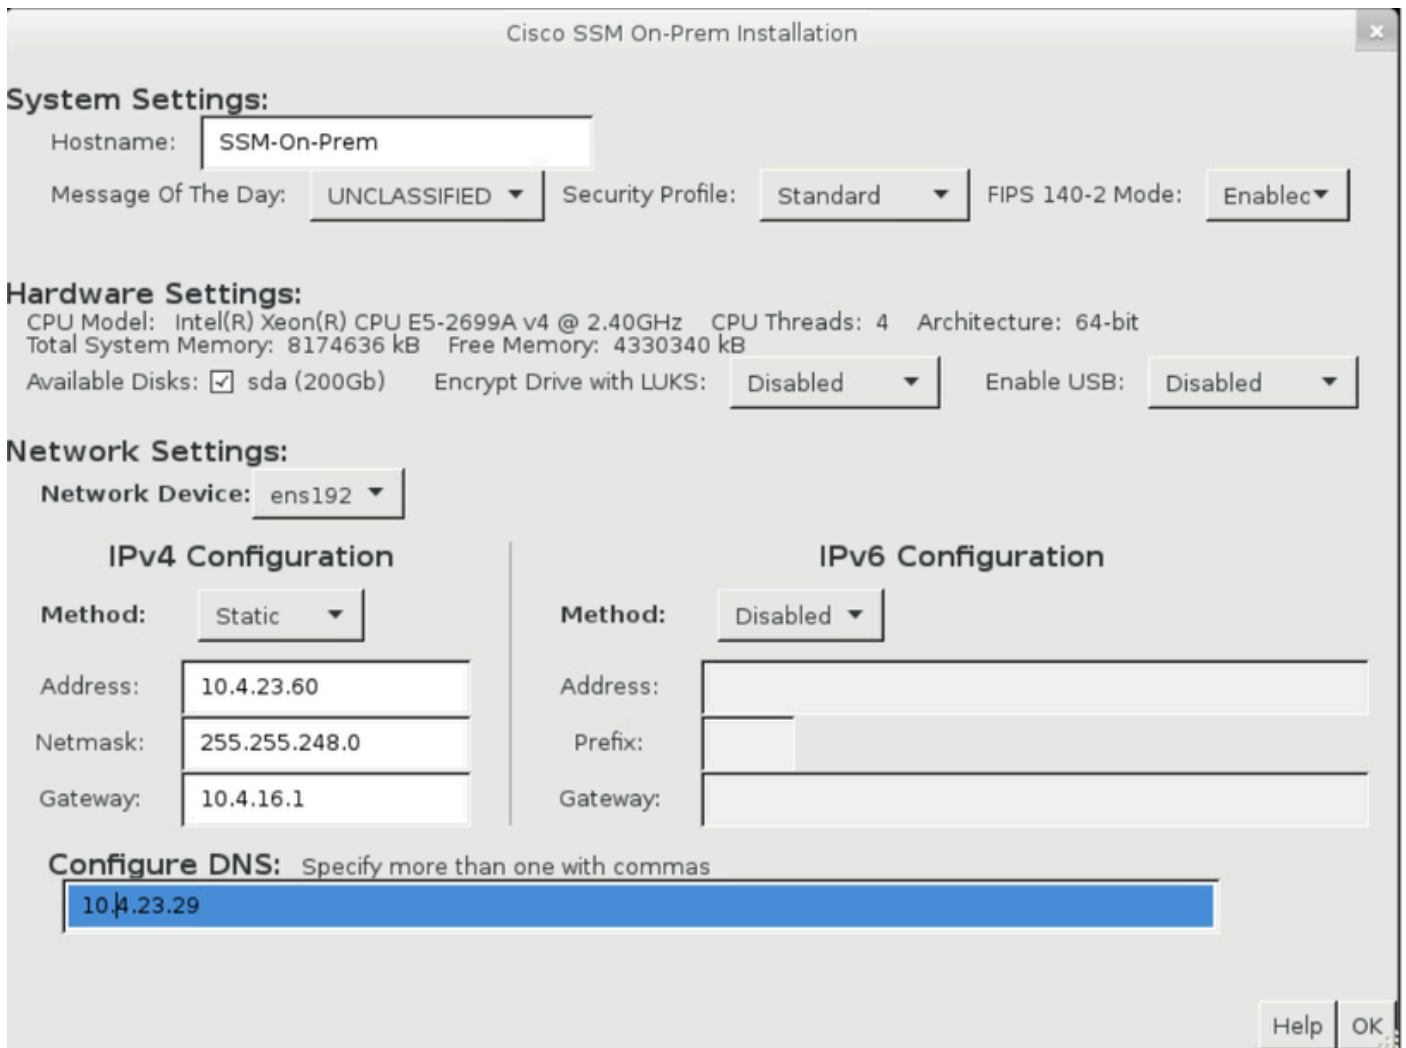 Cisco SSM On-Prem Installation
System Settings:
Hostname: SSM-On-Prem
Message Of The Day: UNCLASSIFIED Security Profile: Standard FIPS 140-2 Mode: Enablec
Hardware Settings:
CPU Model: Intel(R) Xeon(R) CPU E5-2699A v4 @ 2.40GHz CPU Threads: 4 Architecture: 64-bit
Total System Memory: 8174636 kB Free Memory: 4330340 kB
Available Disks: sda (200Gb) Encrypt Drive with LUKS: Disabled Enable USB: Disabled
Network Settings:
Network Device: ens192
IPv4 Configuration
Method: Static
Address: 10.4.23.60
Netmask: 255.255.248.0
Gateway: 10.4.16.1
IPv6 Configuration
Method: Disabled
Address:
Prefix:
Gateway:
Configure DNS: Specify more than one with commas
10.4.23.29
Help OK